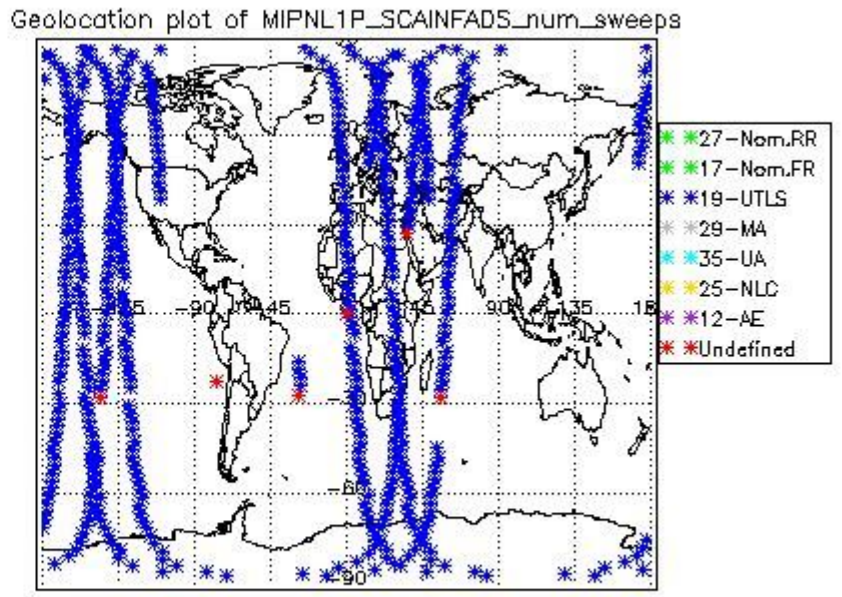 Geolocation plot of MIPNL1P_SCAINFADS_num_sweeps
27-Nom.RR
17-Nom.FR
19-UTLS
29-MA
35-UA
25-NLC
12-AE
Undefined
-90
-45
45
90
135
-60
-90